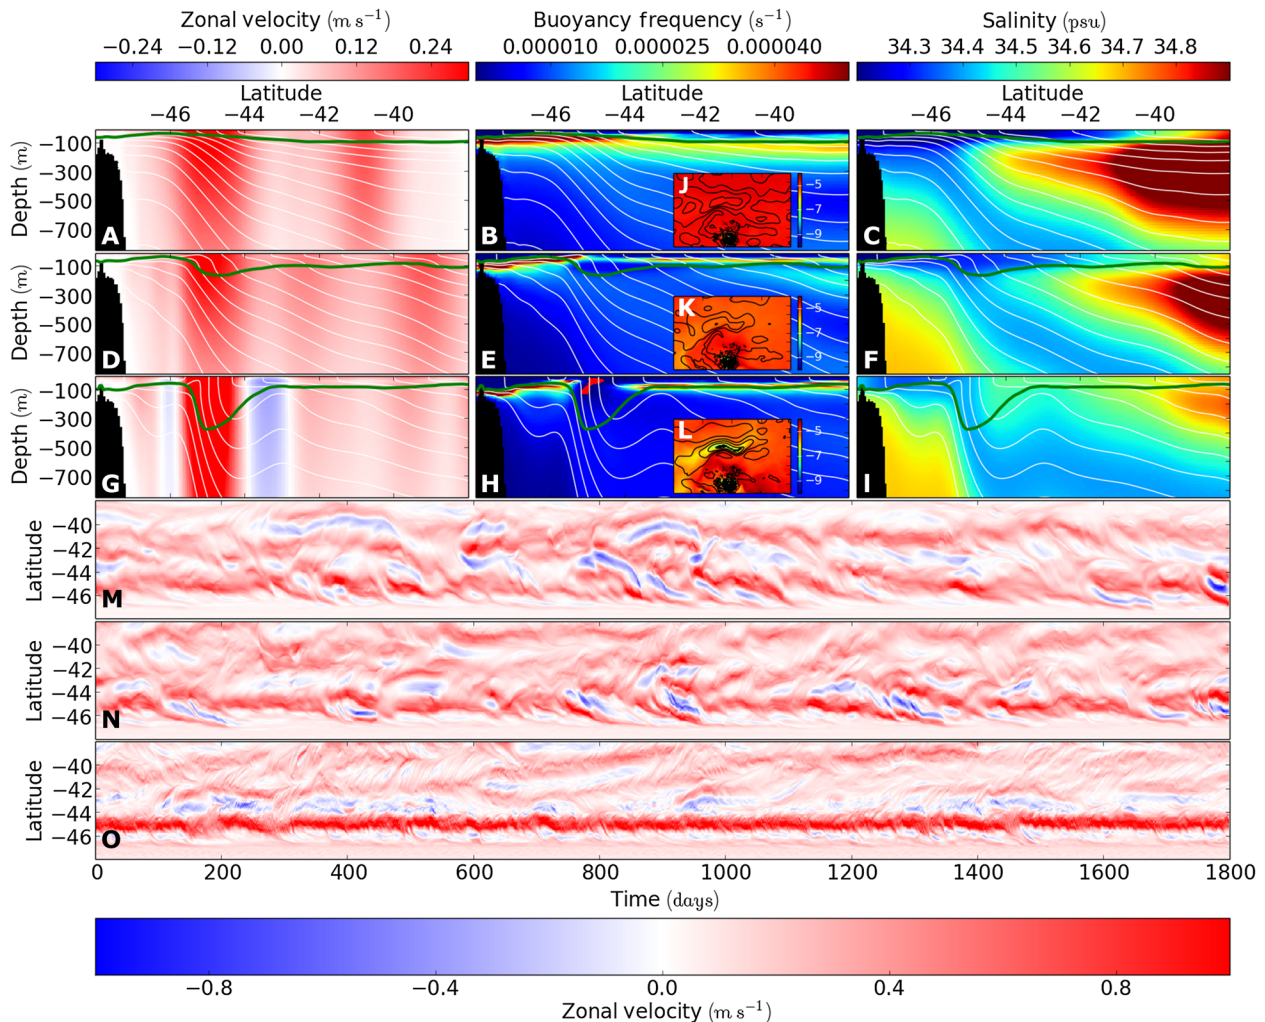 Zonal velocity (m s⁻¹) Buoyancy frequency (s⁻¹) Salinity (psu)
−0.24 −0.12 0.00 0.12 0.24 0.000010 0.000025 0.000040 34.3 34.4 34.5 34.6 34.7 34.8
Latitude Latitude Latitude
−46 −44 −42 −40 −46 −44 −42 −40 −46 −44 −42 −40
Depth (m) −100 −300 −500 −700 A B J −5 −7 −9 C
Depth (m) −100 −300 −500 −700 D E K −5 −7 −9 F
Depth (m) −100 −300 −500 −700 G H L −5 −7 −9 I
Latitude −40 −42 −44 −46 M
Latitude −40 −42 −44 −46 N
Latitude −40 −42 −44 −46 O
0 200 400 600 800 1000 1200 1400 1600 1800
Time (days)
−0.8 −0.4 0.0 0.4 0.8
Zonal velocity (m s⁻¹)